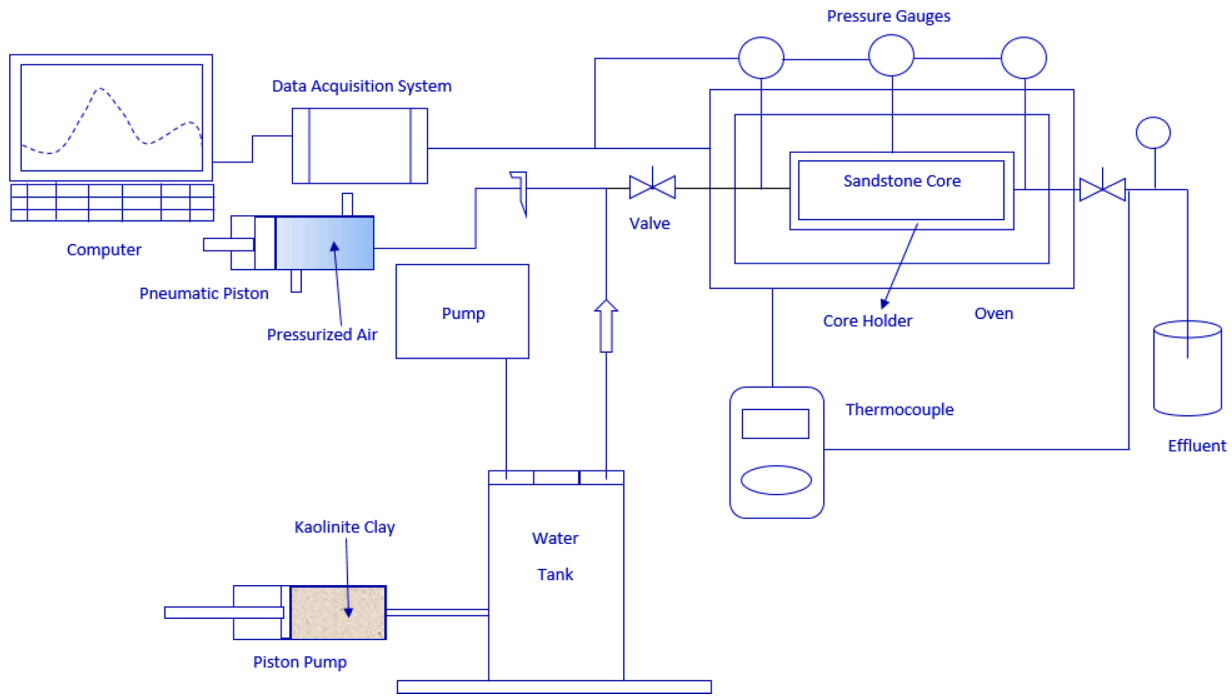 Pressure Gauges
Data Acquisition System
Sandstone Core
Valve
Computer
Pneumatic Piston
Pump
Core Holder
Oven
Pressurized Air
Thermocouple
Effluent
Kaolinite Clay
Water
Tank
Piston Pump